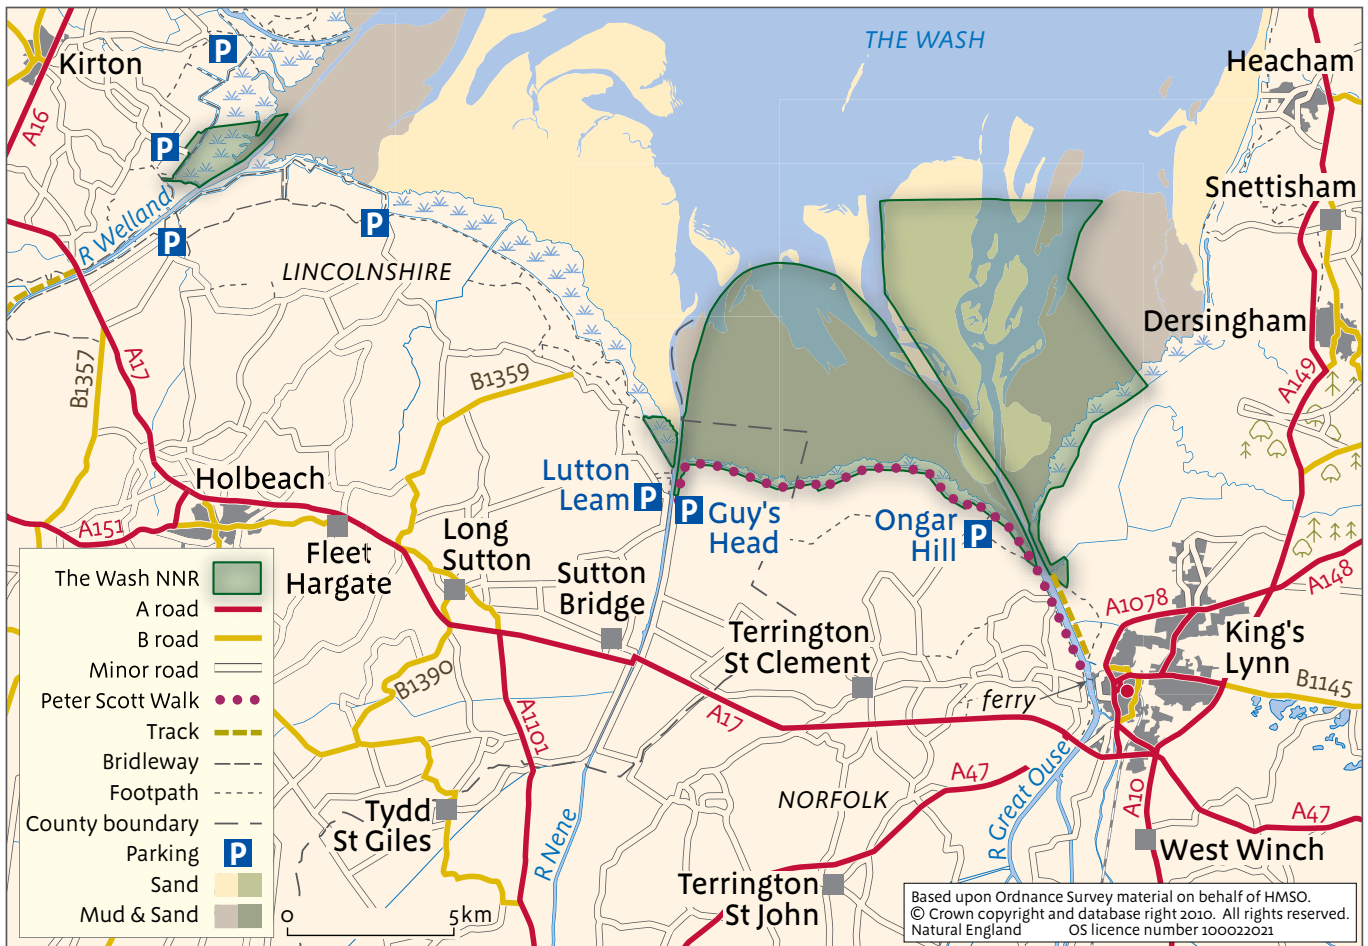 THE WASH
Kirton
P
Heacham
A16
P
Snettisham
R Welland
P
P
LINCOLNSHIRE
Dersingham
A17
B1357
B1359
A149
Holbeach
Lutton
Leam
P
P
Guy's
Head
Ongar
Hill
P
A151
Fleet
Hargate
Long
Sutton
Sutton
Bridge
A148
A1078
King's
Lynn
Terrington
St Clement
B1390
ferry
B1145
A17
A1101
R Great Ouse
A47
NORFOLK
A10
A47
Tydd
St Giles
R Nene
West Winch
Terrington
St John
The Wash NNR
A road
B road
Minor road
Peter Scott Walk
Track
Bridleway
Footpath
County boundary
Parking
P
Sand
Mud & Sand
0
5km
Based upon Ordnance Survey material on behalf of HMSO.
© Crown copyright and database right 2010. All rights reserved.
Natural England OS licence number 100022021